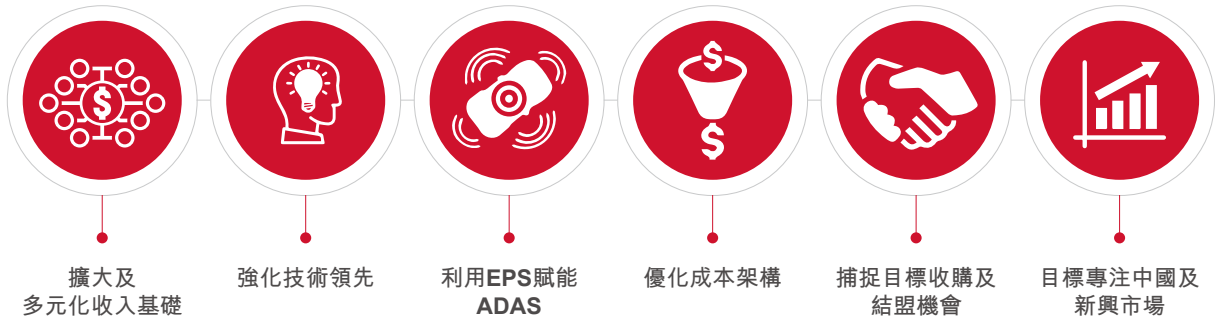 擴大及
多元化收入基礎
強化技術領先
利用EPS賦能
ADAS
優化成本架構
捕捉目標收購及
結盟機會
目標專注中國及
新興市場